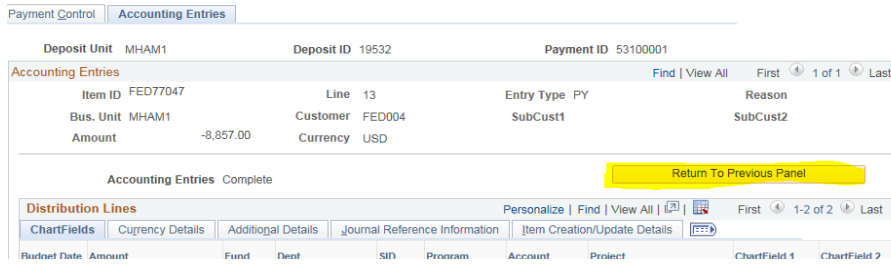 Payment Control Accounting Entries
Deposit Unit MHAM1 Deposit ID 19532 Payment ID 53100001
Accounting Entries Find | View All First 1 of 1 Last
Item ID FED77047 Line 13 Entry Type PY Reason
Bus. Unit MHAM1 Customer FED004 SubCust1 SubCust2
Amount -8,857.00 Currency USD
Accounting Entries Complete Return To Previous Panel
Distribution Lines Personalize | Find | View All | | First 1-2 of 2 Last
ChartFields Currency Details Additional Details Journal Reference Information Item Creation/Update Details
Budget Date Amount Fund Dept SID Program Account Project ChartField 1 ChartField 2